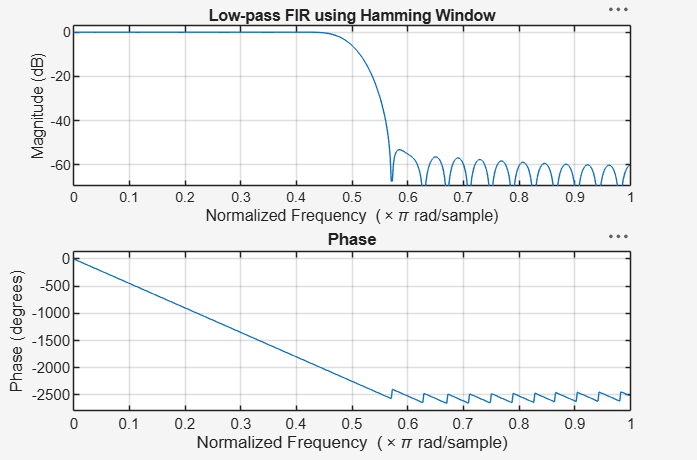 Low-pass FIR using Hamming Window
Magnitude (dB)
0
-20
-40
-60
0 0.1 0.2 0.3 0.4 0.5 0.6 0.7 0.8 0.9 1
Normalized Frequency (× π rad/sample)
Phase
Phase (degrees)
0
-500
-1000
-1500
-2000
-2500
0 0.1 0.2 0.3 0.4 0.5 0.6 0.7 0.8 0.9 1
Normalized Frequency (× π rad/sample)